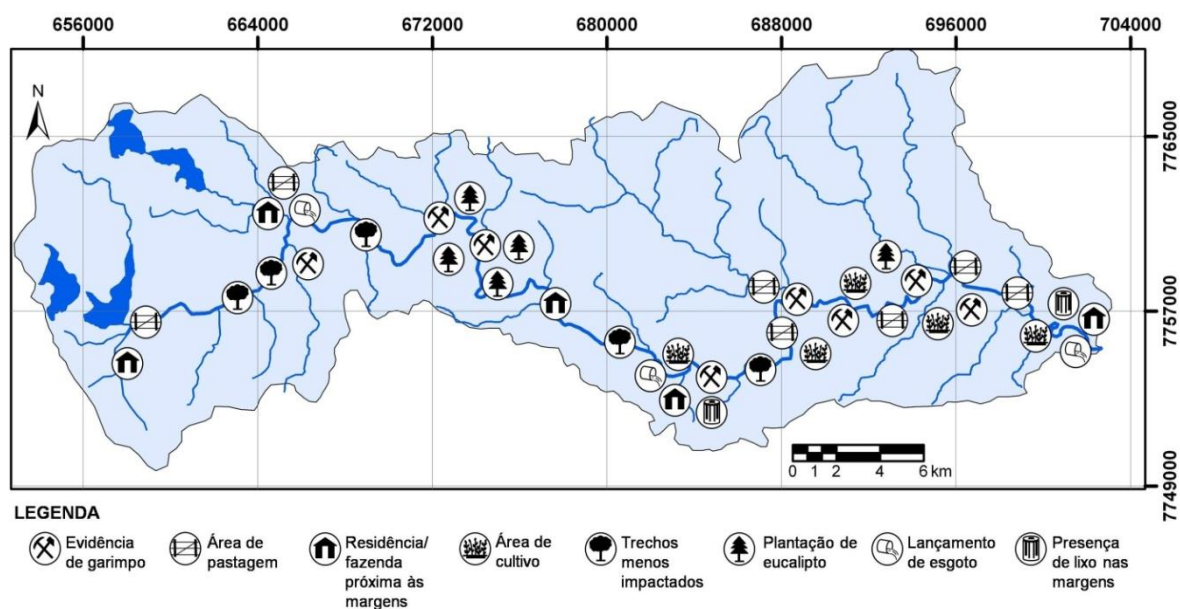 656000 664000 672000 680000 688000 696000 704000
N
7765000
7757000
7749000
0 1 2 4 6 km
LEGENDA
Evidência
de garimpo
Área de
pastagem
Residência/
fazenda
próxima às
margens
Área de
cultivo
Trechos
menos
impactados
Plantação de
eucalipto
Lançamento
de esgoto
Presença
de lixo nas
margens